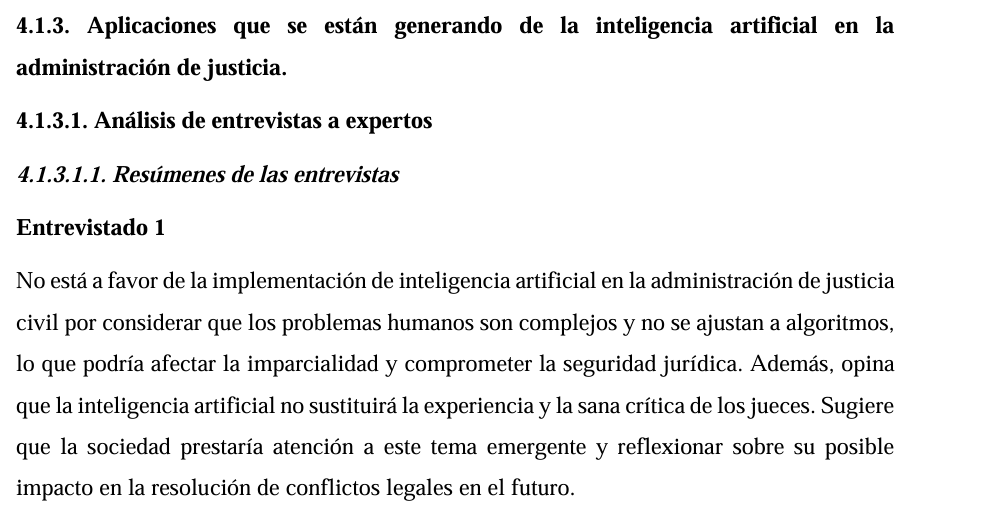 4.1.3. Aplicaciones que se están generando de la inteligencia artificial en la
administración de justicia.
4.1.3.1. Análisis de entrevistas a expertos
4.1.3.1.1. Resúmenes de las entrevistas
Entrevistado 1
No está a favor de la implementación de inteligencia artificial en la administración de justicia
civil por considerar que los problemas humanos son complejos y no se ajustan a algoritmos,
lo que podría afectar la imparcialidad y comprometer la seguridad jurídica. Además, opina
que la inteligencia artificial no sustituirá la experiencia y la sana crítica de los jueces. Sugiere
que la sociedad prestaría atención a este tema emergente y reflexionar sobre su posible
impacto en la resolución de conflictos legales en el futuro.